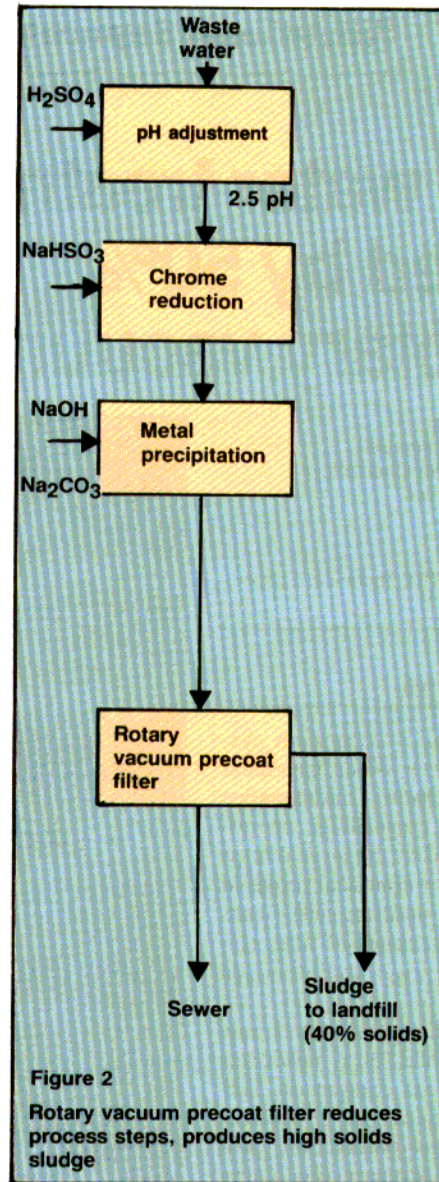 Waste
water
H₂SO₄
pH adjustment
2.5 pH
NaHSO₃
Chrome
reduction
NaOH
Metal
precipitation
Na₂CO₃
Rotary
vacuum precoat
filter
Sewer
Sludge
to landfill
(40% solids)
Figure 2
Rotary vacuum precoat filter reduces
process steps, produces high solids
sludge